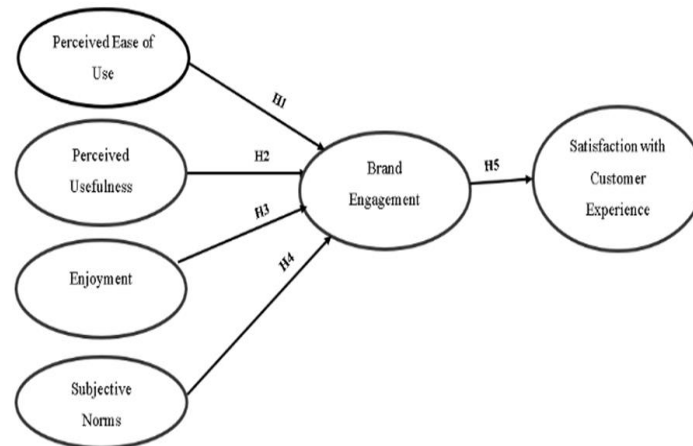 Perceived Ease of
Use
H1
Perceived
Usefulness
H2
Brand
Engagement
H5
Satisfaction with
Customer
Experience
Enjoyment
H3
H4
Subjective
Norms